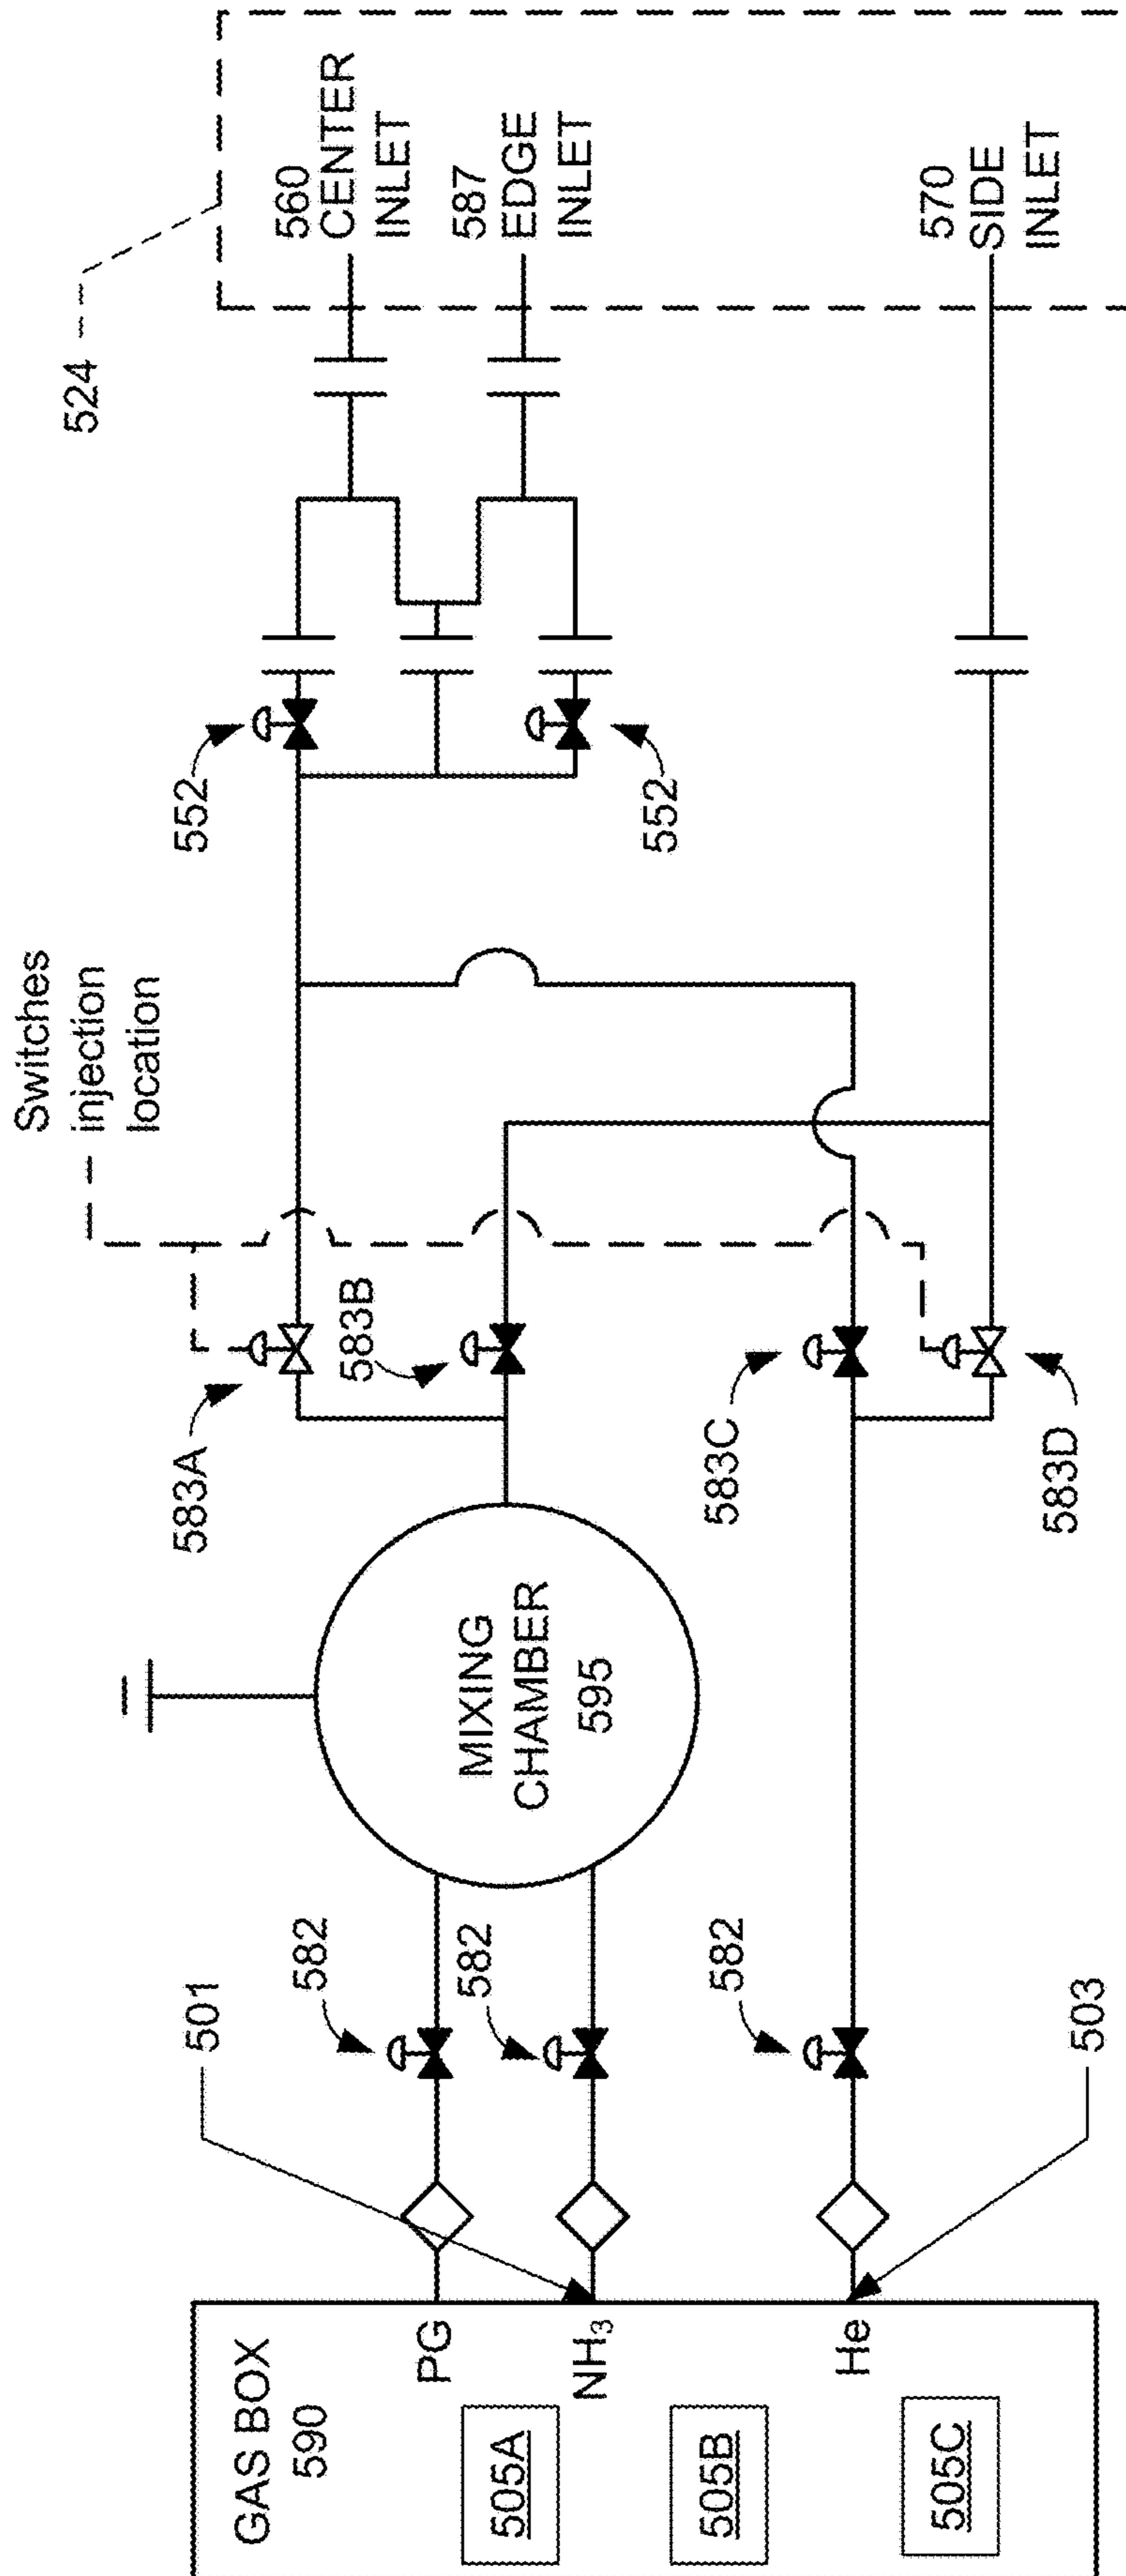 GAS BOX
590
505A
505B
505C
PG
NH₃
He
501
503
582
582
582
MIXING
CHAMBER
595
583A
583B
583C
583D
Switches
injection
location
552
552
524
560
CENTER
INLET
587
EDGE
INLET
570
SIDE
INLET